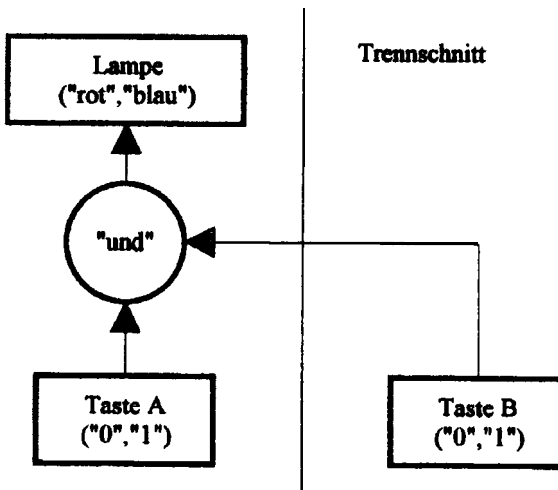 Lampe
("rot","blau")
Trennschnitt
"und"
Taste A
("0","1")
Taste B
("0","1")